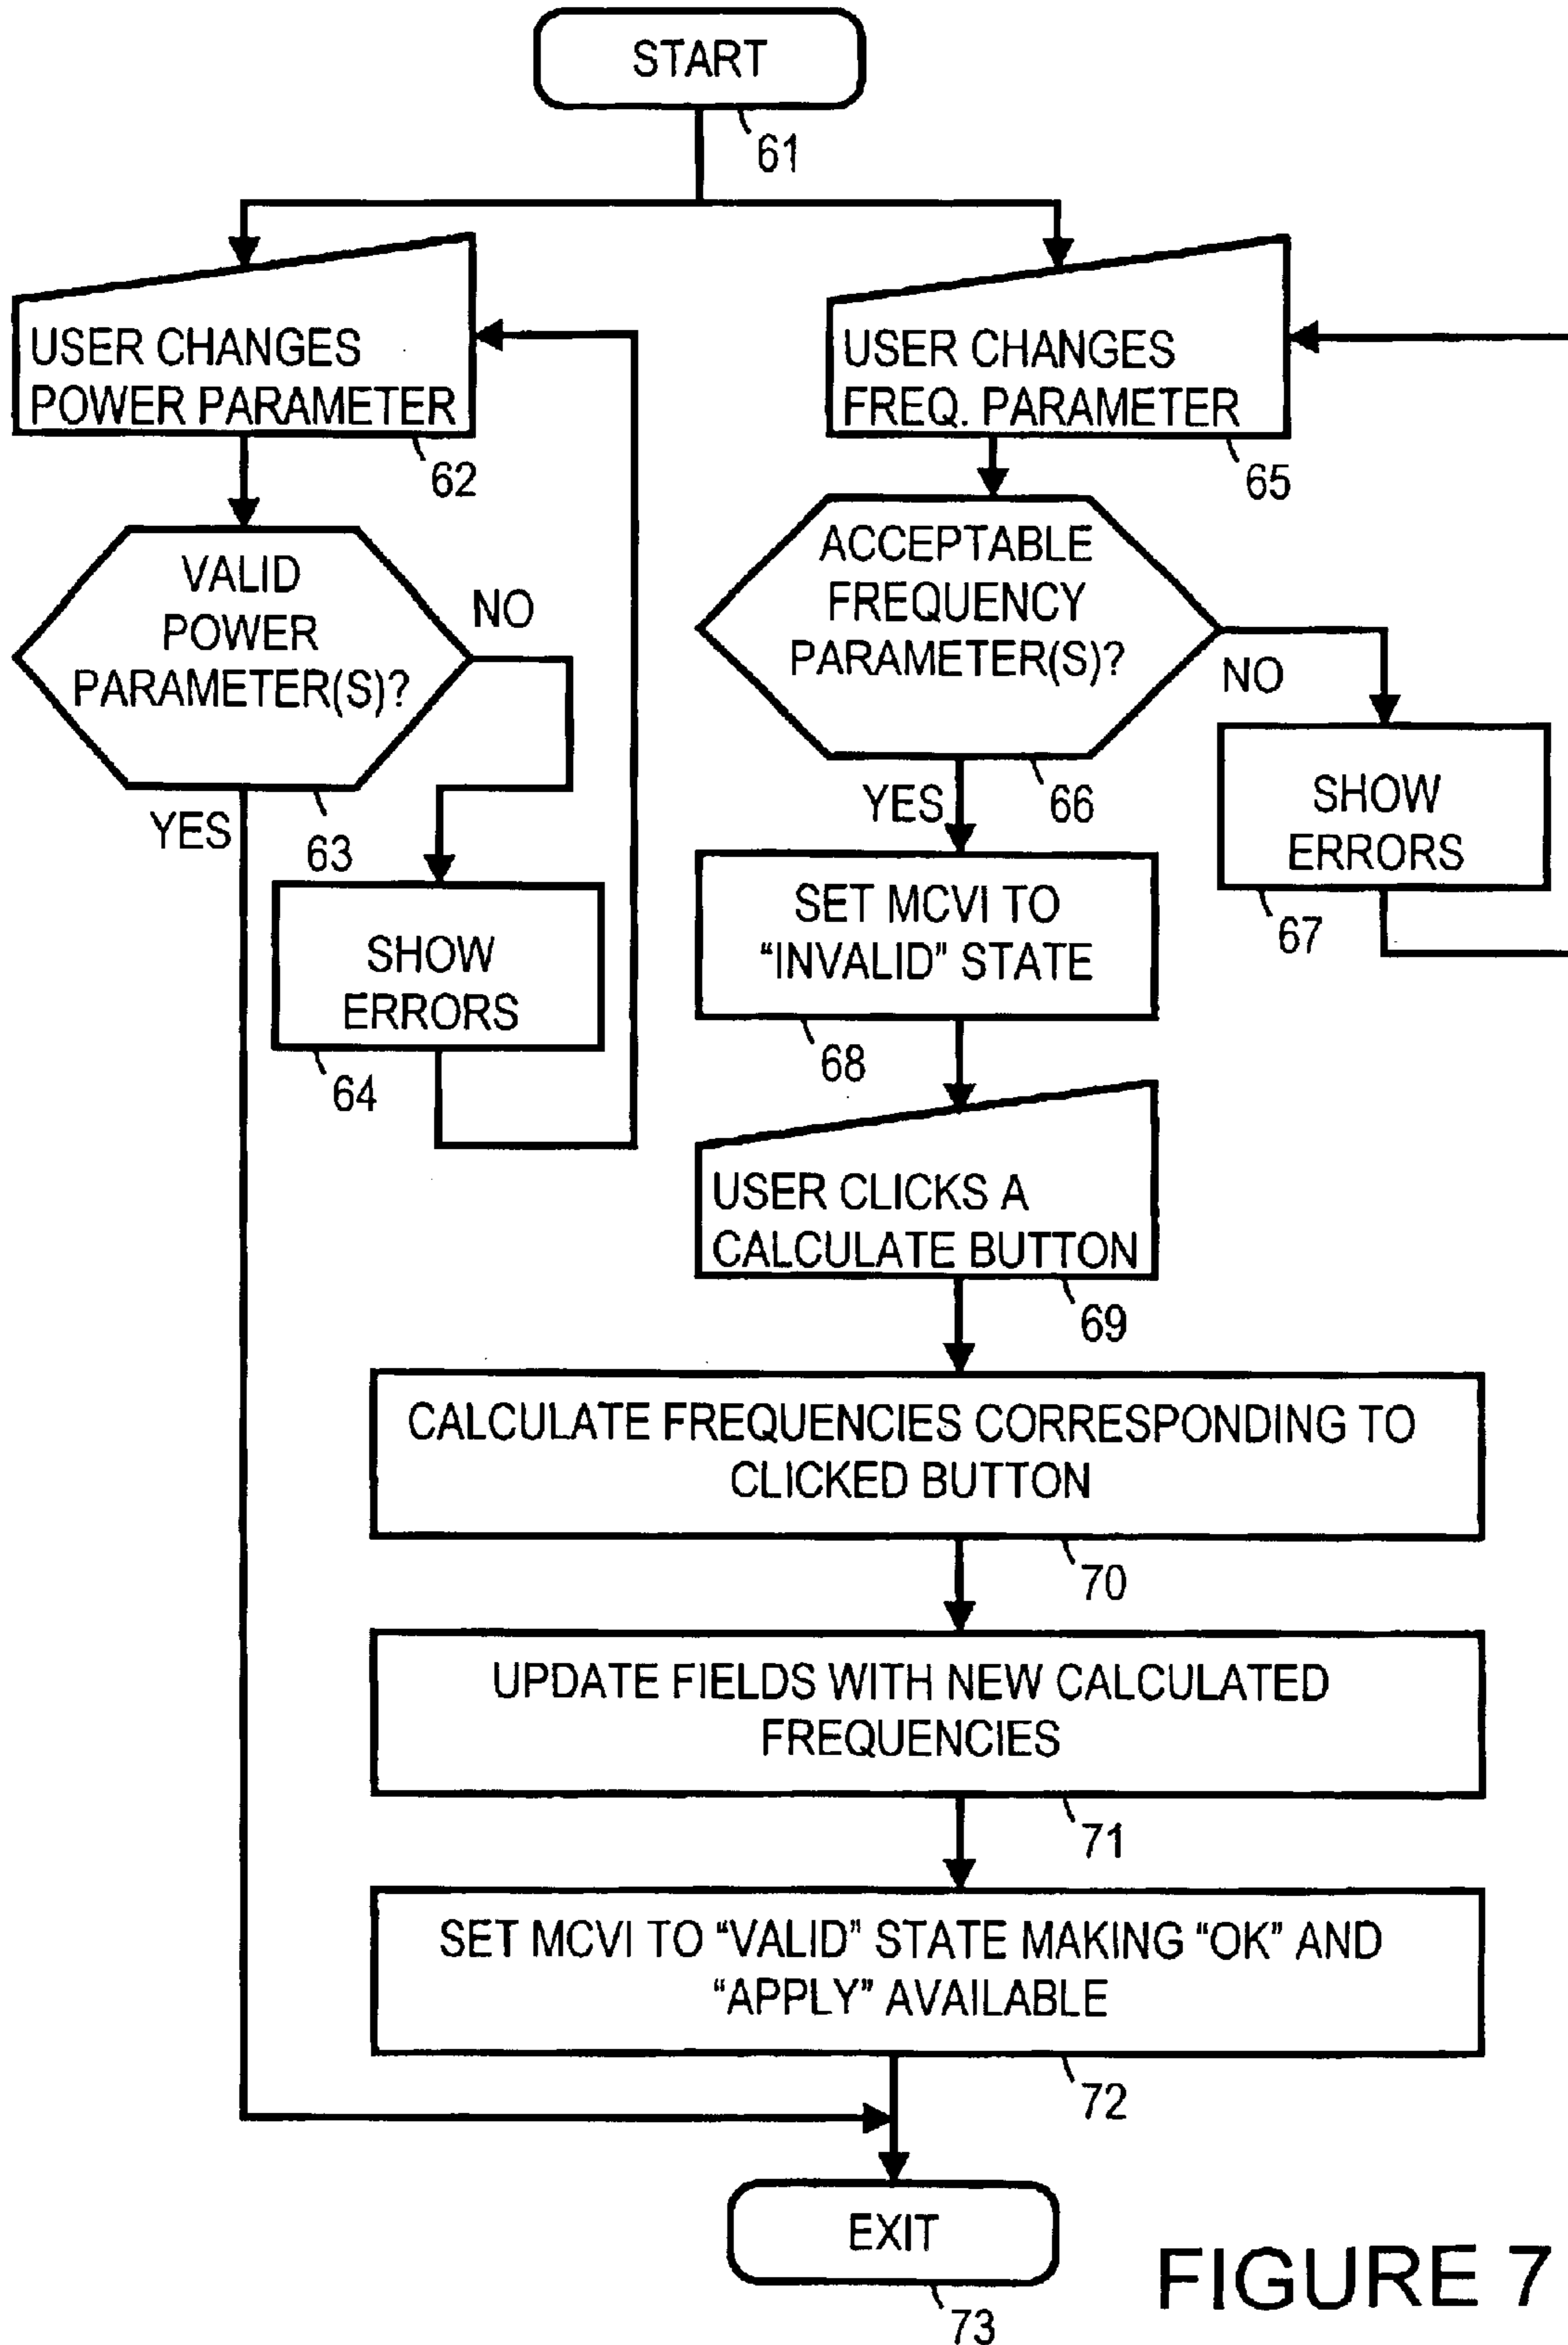 START
61
USER CHANGES
POWER PARAMETER
62
VALID
POWER
PARAMETER(S)?
NO
YES
63
SHOW
ERRORS
64
USER CHANGES
FREQ. PARAMETER
65
ACCEPTABLE
FREQUENCY
PARAMETER(S)?
NO
YES
66
SHOW
ERRORS
67
SET MCVI TO
“INVALID” STATE
68
USER CLICKS A
CALCULATE BUTTON
69
CALCULATE FREQUENCIES CORRESPONDING TO
CLICKED BUTTON
70
UPDATE FIELDS WITH NEW CALCULATED
FREQUENCIES
71
SET MCVI TO “VALID” STATE MAKING “OK” AND
“APPLY” AVAILABLE
72
EXIT
73
FIGURE 7